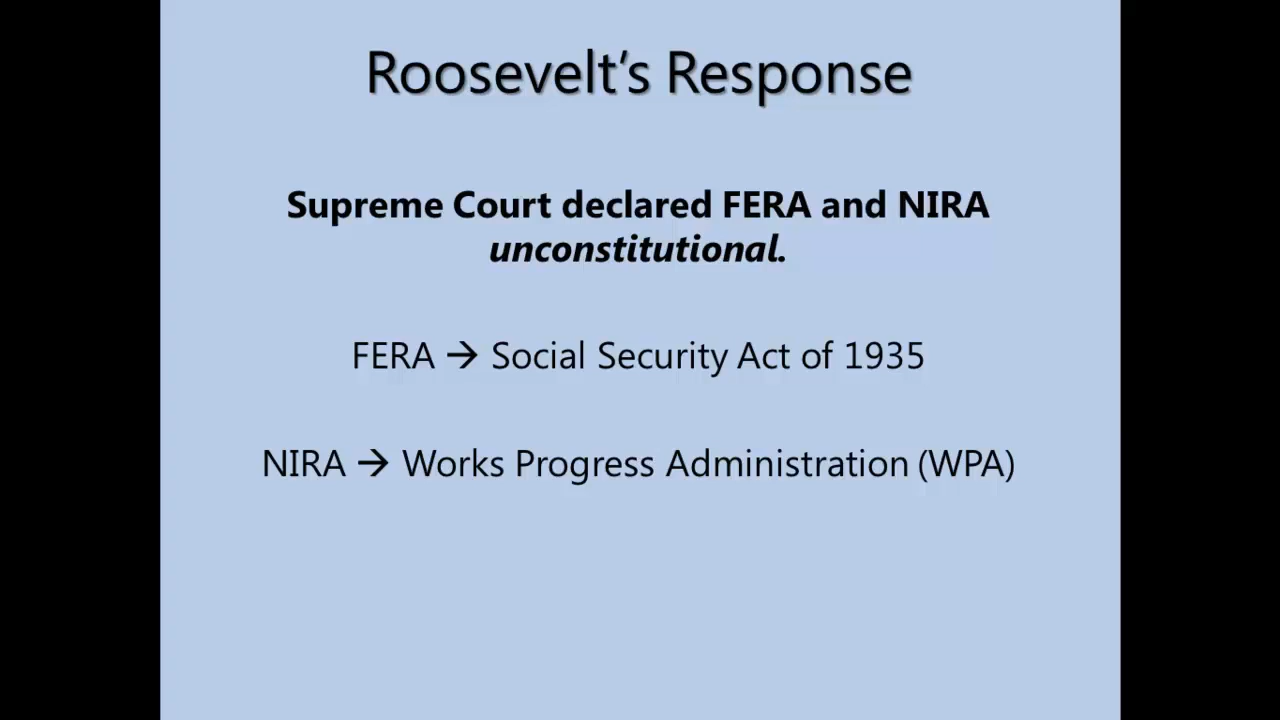 Roosevelt’s Response
Supreme Court declared FERA and NIRA
unconstitutional.
FERA → Social Security Act of 1935
NIRA → Works Progress Administration (WPA)